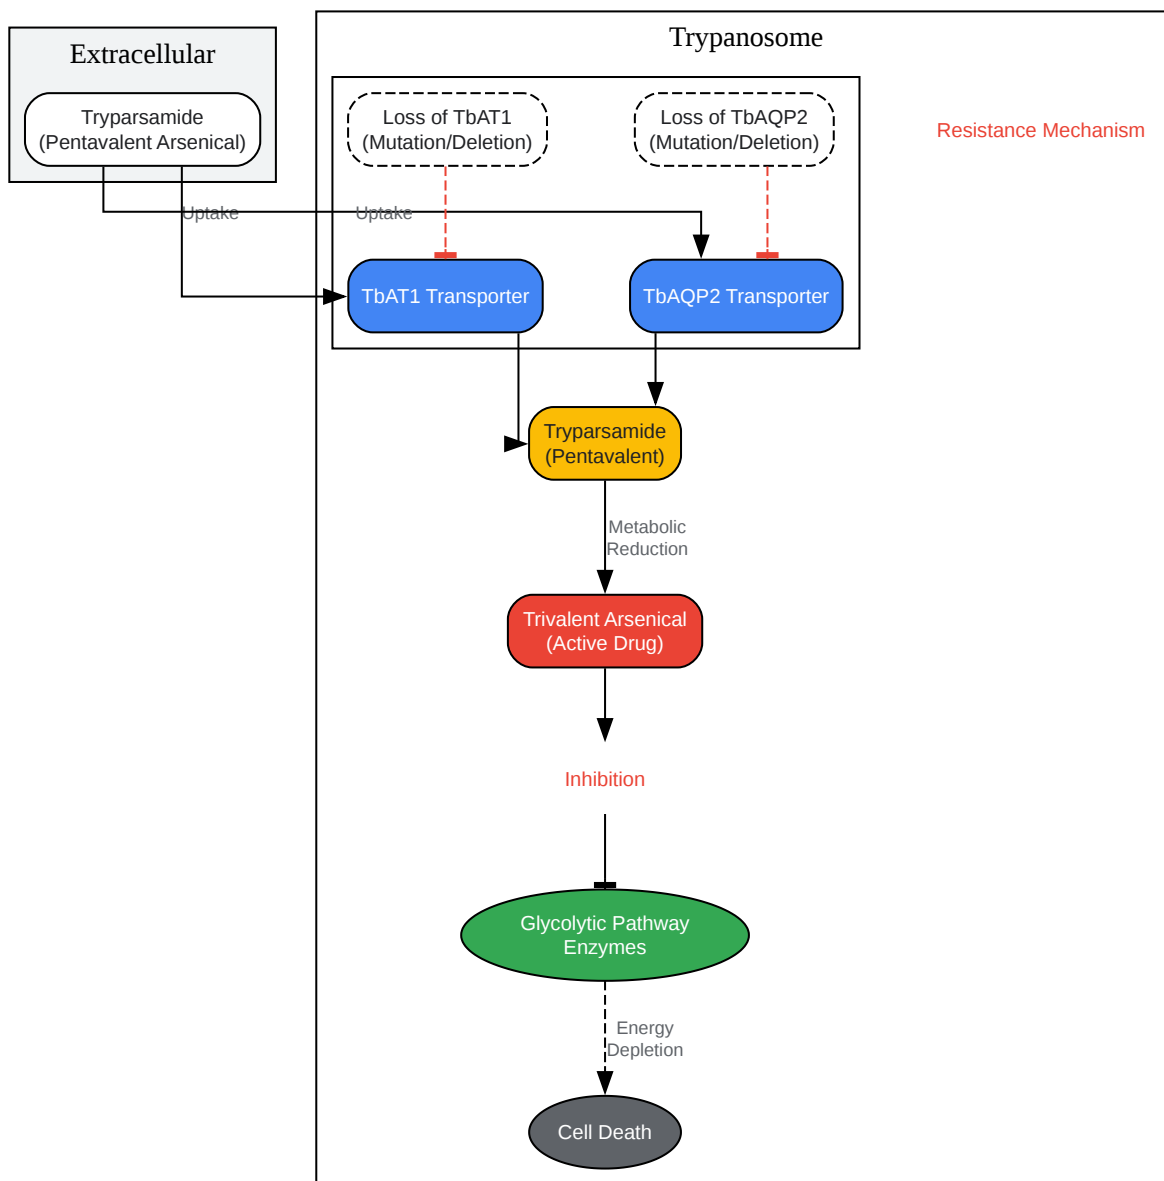 Extracellular
Trypanosome
Tryparsamide
(Pentavalent Arsenical)
Loss of TbAT1
(Mutation/Deletion)
Loss of TbAQP2
(Mutation/Deletion)
Resistance Mechanism
Uptake
Uptake
TbAT1 Transporter
TbAQP2 Transporter
Tryparsamide
(Pentavalent)
Metabolic
Reduction
Trivalent Arsenical
(Active Drug)
Inhibition
Glycolytic Pathway
Enzymes
Energy
Depletion
Cell Death